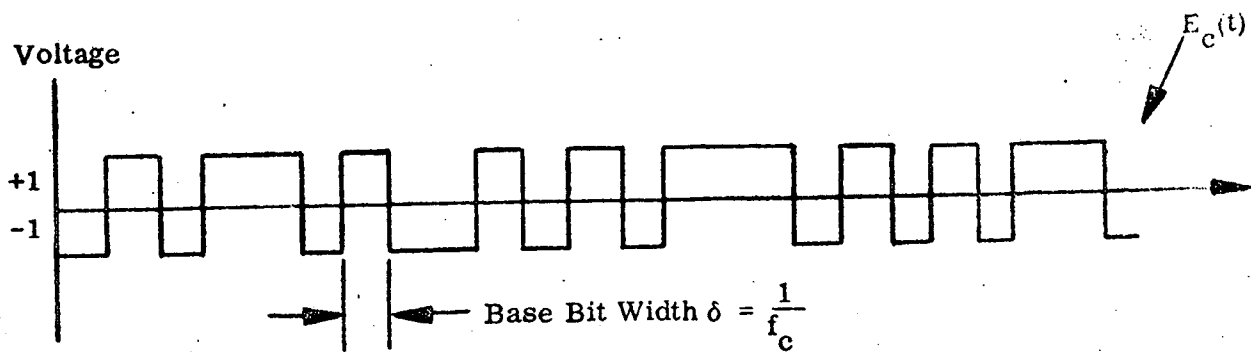 E_c(t)
Voltage
+1
-1
Base Bit Width δ = 1/f_c